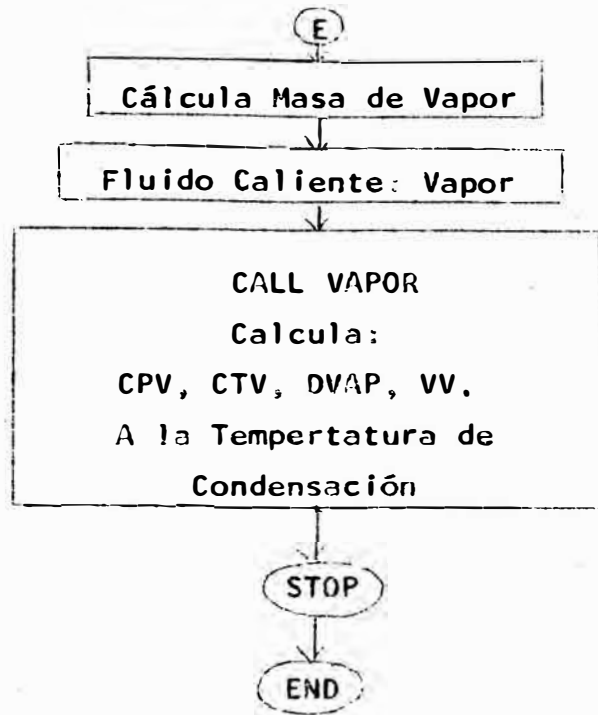 E
Cálcula Masa de Vapor
Fluido Caliente: Vapor
CALL VAPOR
Calcula:
CPV, CTV, DVAP, VV.
A la Tempertatura de
Condensación
STOP
END